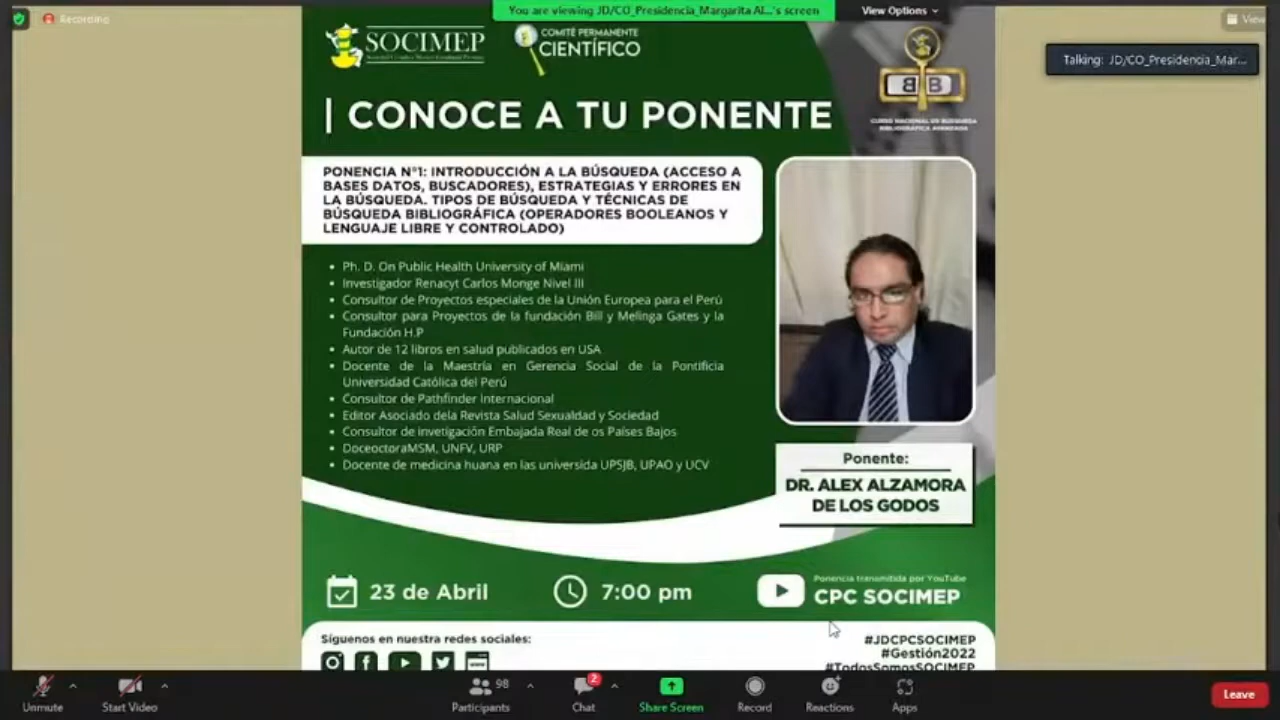 You are viewing JD/CO_Presidencia_Margarita Al...'s screen
View Options
Recording
View
Talking: JD/CO_Presidencia_Mar...
SOCIMEP
COMITÉ PERMANENTE
CIENTÍFICO
B B
CURSO NACIONAL DE BÚSQUEDA
BIBLIOGRÁFICA AVANZADA
| CONOCE A TU PONENTE
PONENCIA N°1: INTRODUCCIÓN A LA BÚSQUEDA (ACCESO A
BASES DATOS, BUSCADORES), ESTRATEGIAS Y ERRORES EN
LA BÚSQUEDA. TIPOS DE BÚSQUEDA Y TÉCNICAS DE
BÚSQUEDA BIBLIOGRÁFICA (OPERADORES BOOLEANOS Y
LENGUAJE LIBRE Y CONTROLADO)
• Ph. D. On Public Health University of Miami
• Investigador Renacyt Carlos Monge Nivel III
• Consultor de Proyectos especiales de la Unión Europea para el Perú
• Consultor para Proyectos de la fundación Bill y Melinga Gates y la
Fundación H.P
• Autor de 12 libros en salud publicados en USA
• Docente de la Maestría en Gerencia Social de la Pontificia
Universidad Católica del Perú
• Consultor de Pathfinder Internacional
• Editor Asociado dela Revista Salud Sexualdad y Sociedad
• Consultor de invetigación Embajada Real de os Países Bajos
• DoceoctoraMSM, UNFV, URP
• Docente de medicina huana en las universida UPSJB, UPAO y UCV
Ponente:
DR. ALEX ALZAMORA
DE LOS GODOS
23 de Abril
7:00 pm
Ponencia transmitida por YouTube
CPC SOCIMEP
Síguenos en nuestra redes sociales:
#JDCPCSOCIMEP
#Gestión2022
#TodosSomosSOCIMEP
Unmute
Start Video
98
Participants
2
Chat
Share Screen
Record
Reactions
Apps
Leave